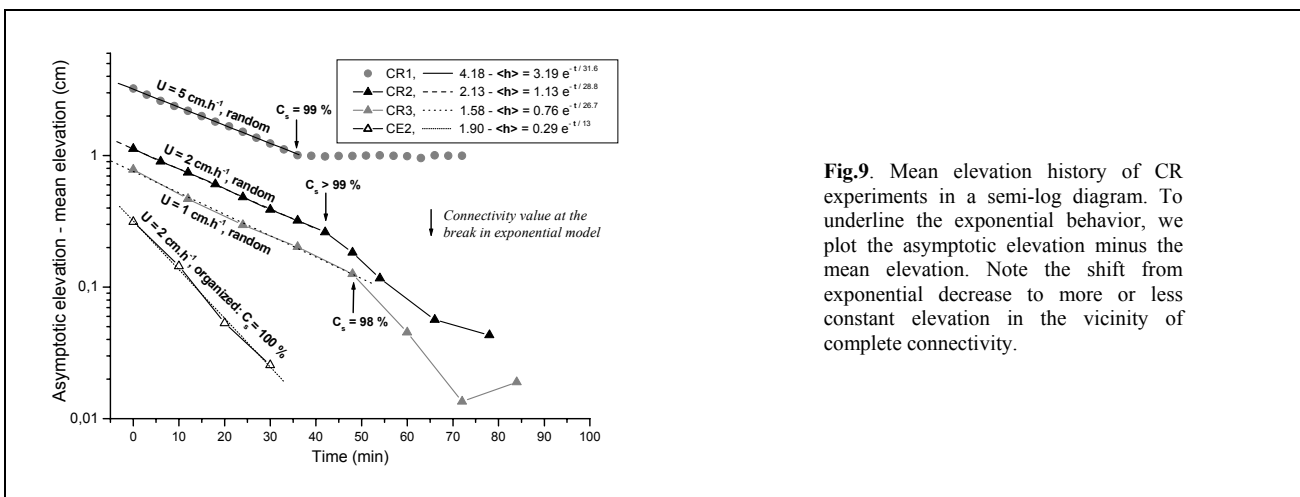 Asymptotic elevation - mean elevation (cm)
1
0,1
0,01
0 10 20 30 40 50 60 70 80 90 100
Time (min)
U = 5 cm.h-1, random
C_s = 99 %
U = 2 cm.h-1, random
C_s > 99 %
U = 1 cm.h-1, random
C_s = 98 %
U = 2 cm.h-1, organized: C_s = 100 %
CR1, 4.18 - <h> = 3.19 e^- t / 31.6
CR2, 2.13 - <h> = 1.13 e^- t / 28.8
CR3, 1.58 - <h> = 0.76 e^- t / 26.7
CE2, 1.90 - <h> = 0.29 e^- t / 13
Connectivity value at the
break in exponential model
Fig.9. Mean elevation history of CR
experiments in a semi-log diagram. To
underline the exponential behavior, we
plot the asymptotic elevation minus the
mean elevation. Note the shift from
exponential decrease to more or less
constant elevation in the vicinity of
complete connectivity.